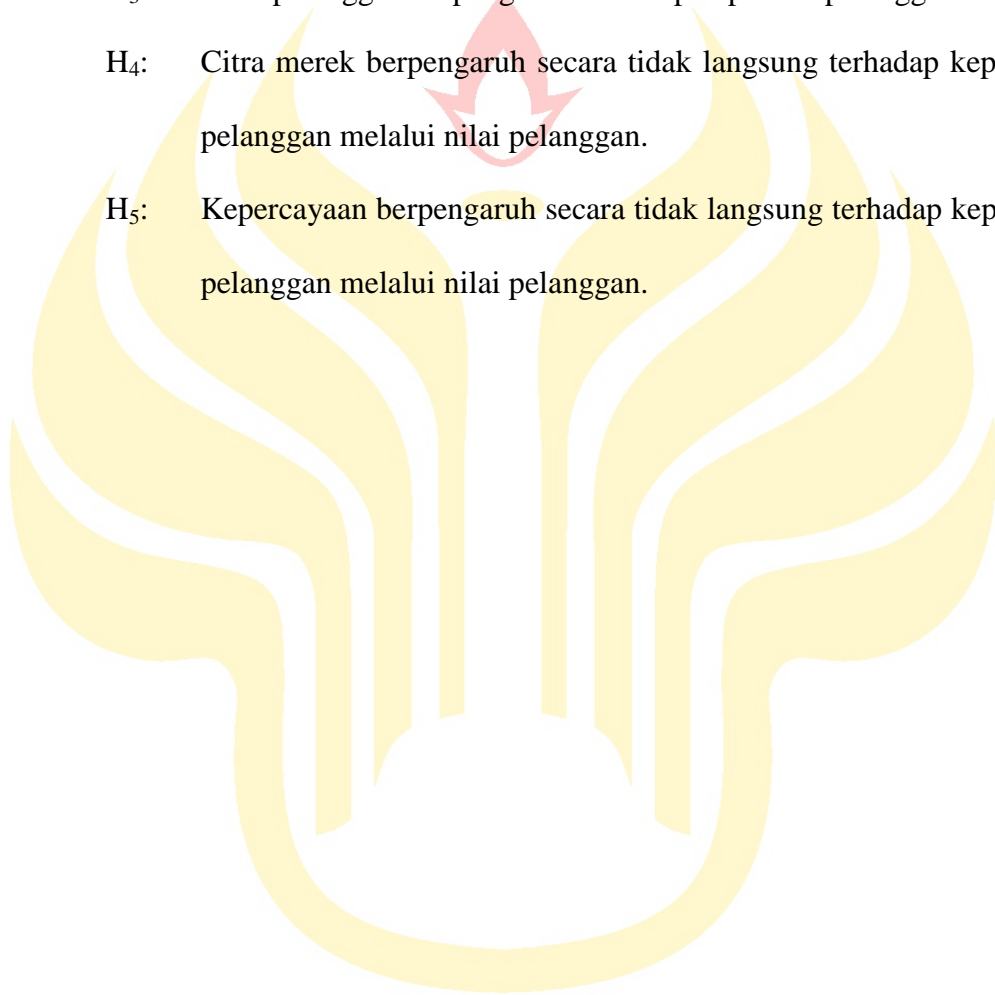 H₄: Citra merek berpengaruh secara tidak langsung terhadap kep
pelanggan melalui nilai pelanggan.
H₅: Kepercayaan berpengaruh secara tidak langsung terhadap kep
pelanggan melalui nilai pelanggan.